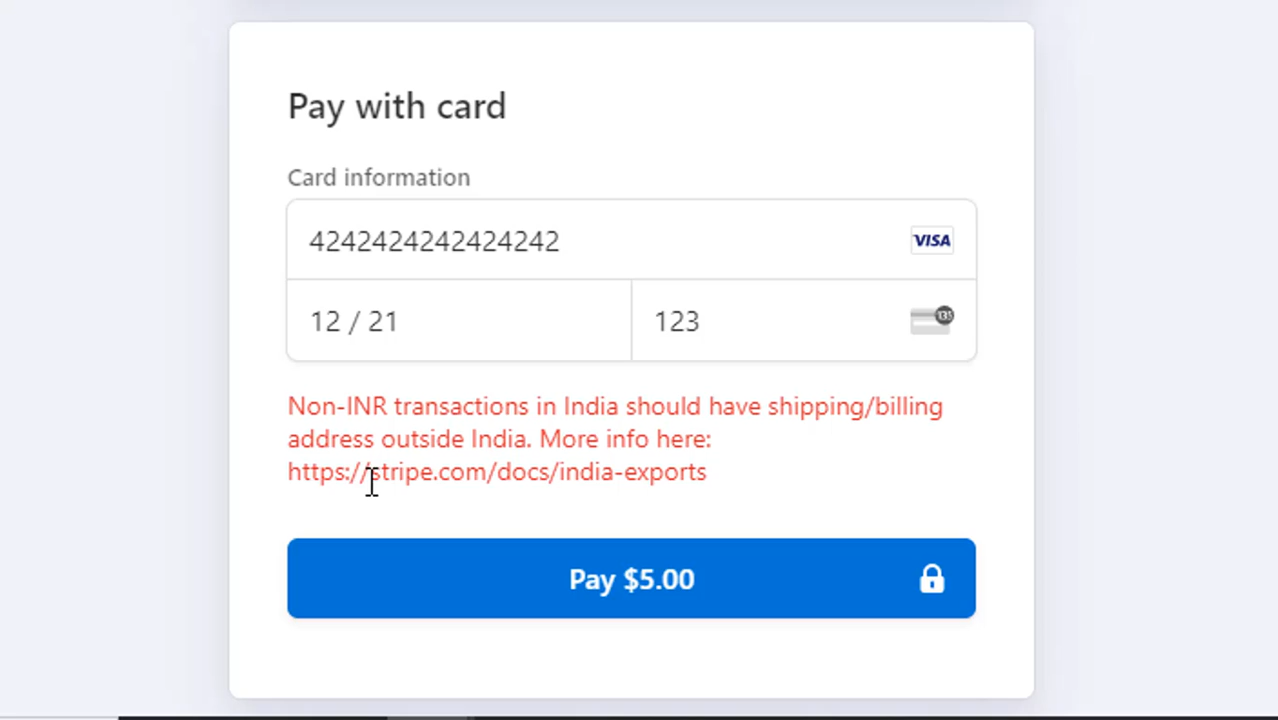 Pay with card
Card information
4242424242424242
VISA
12 / 21
123
135
Non-INR transactions in India should have shipping/billing
address outside India. More info here:
https://stripe.com/docs/india-exports
Pay $5.00